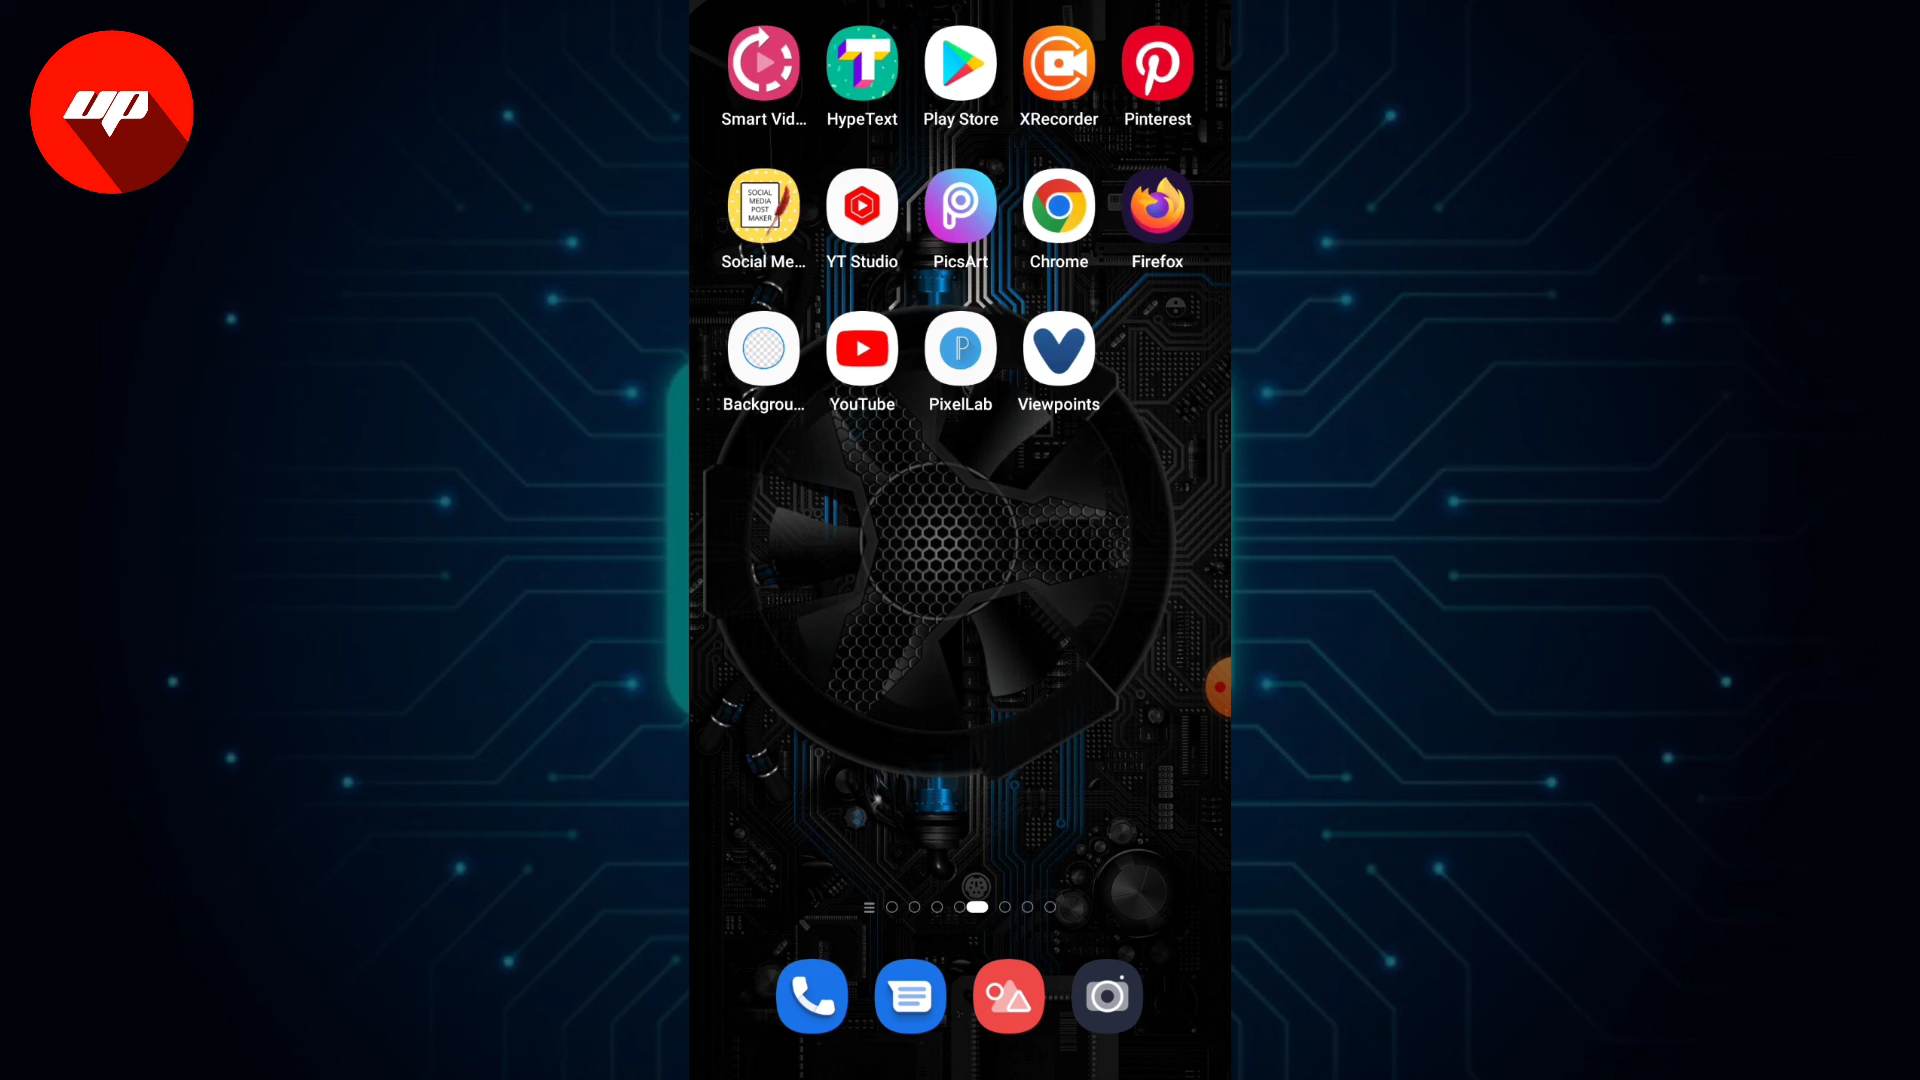 UP
Smart Vid... HypeText Play Store XRecorder Pinterest
SOCIAL
MEDIA
POST
MAKER
Social Me... YT Studio PicsArt Chrome Firefox
P
Backgrou... YouTube PixelLab Viewpoints